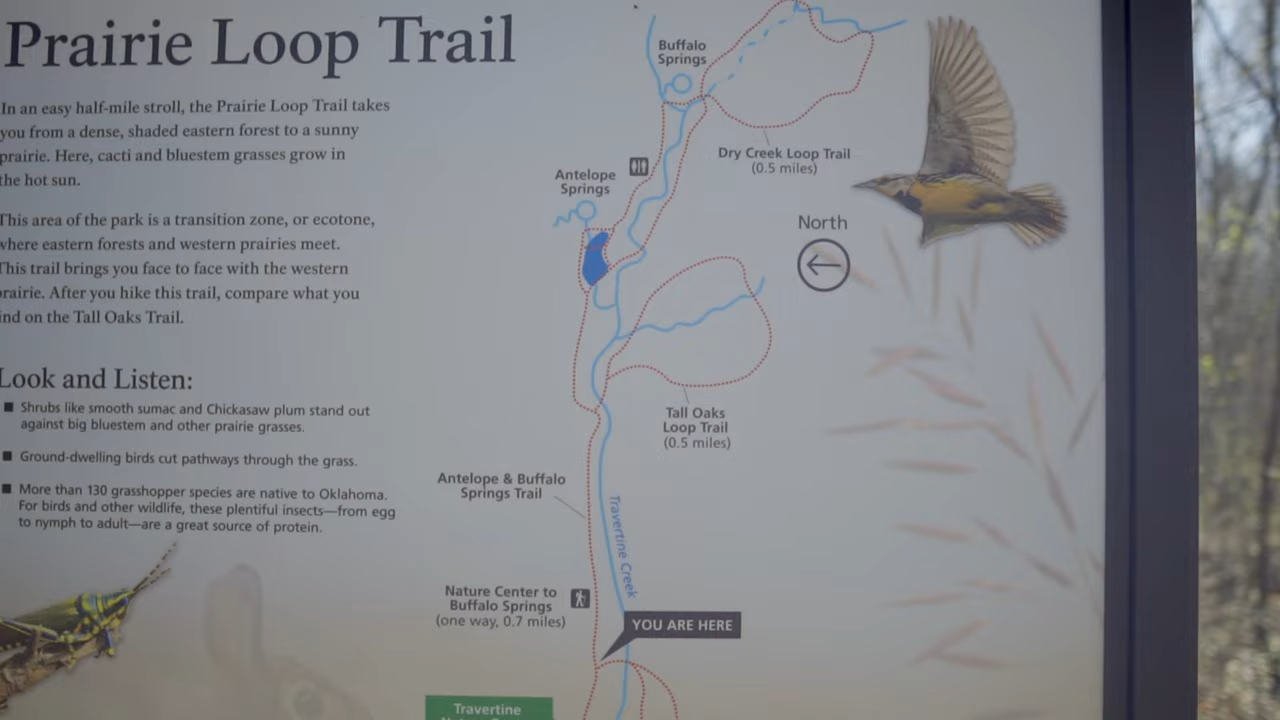 Prairie Loop Trail
In an easy half-mile stroll, the Prairie Loop Trail takes
you from a dense, shaded eastern forest to a sunny
prairie. Here, cacti and bluestem grasses grow in
the hot sun.
This area of the park is a transition zone, or ecotone,
where eastern forests and western prairies meet.
This trail brings you face to face with the western
rairie. After you hike this trail, compare what you
ind on the Tall Oaks Trail.
Look and Listen:
Shrubs like smooth sumac and Chickasaw plum stand out
against big bluestem and other prairie grasses.
Ground-dwelling birds cut pathways through the grass.
More than 130 grasshopper species are native to Oklahoma.
For birds and other wildlife, these plentiful insects—from egg
to nymph to adult—are a great source of protein.
Buffalo
Springs
Dry Creek Loop Trail
(0.5 miles)
Antelope
Springs
North
Tall Oaks
Loop Trail
(0.5 miles)
Antelope & Buffalo
Springs Trail
Travertine Creek
Nature Center to
Buffalo Springs
(one way, 0.7 miles)
YOU ARE HERE
Travertine